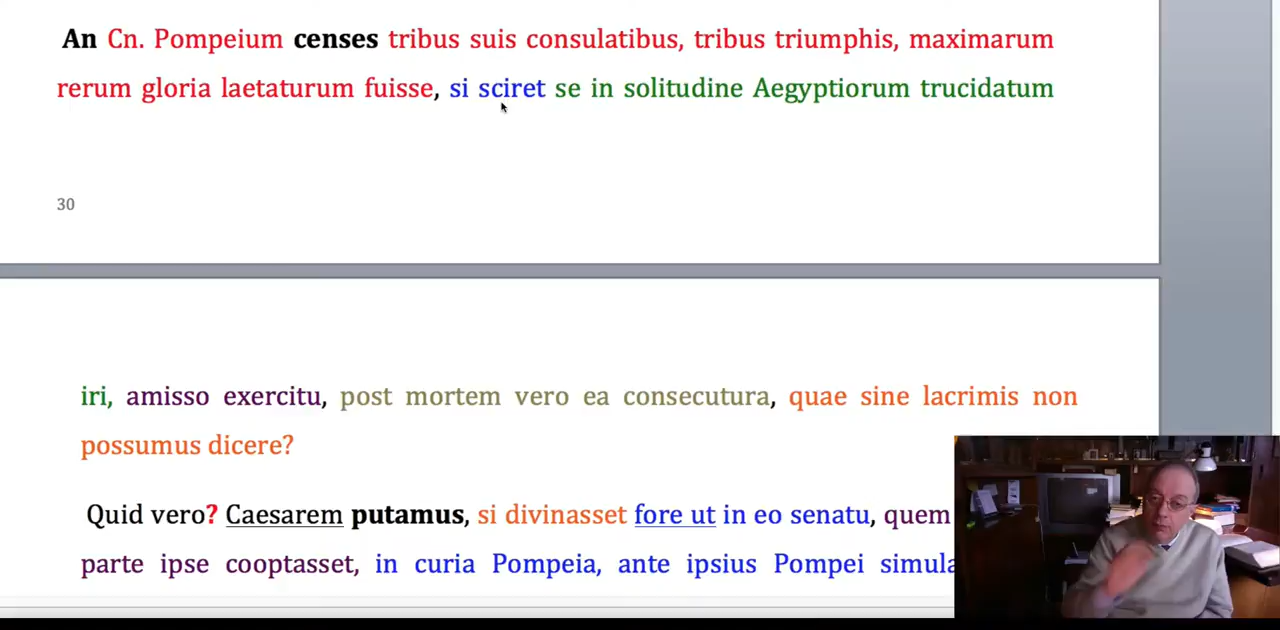 An Cn. Pompeium censes tribus suis consulatibus, tribus triumphis, maximarum
rerum gloria laetaturum fuisse, si sciret se in solitudine Aegyptiorum trucidatum
30
iri, amisso exercitu, post mortem vero ea consecutura, quae sine lacrimis non
possumus dicere?
Quid vero? Caesarem putamus, si divinasset fore ut in eo senatu, quem
parte ipse cooptasset, in curia Pompeia, ante ipsius Pompei simula